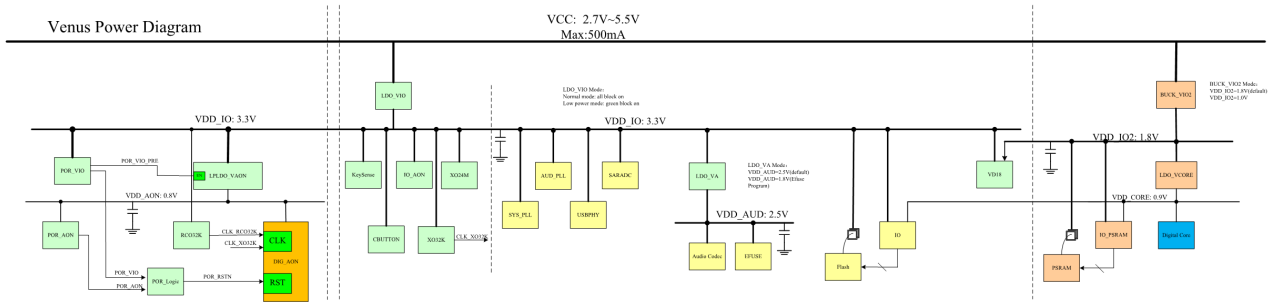 Venus Power Diagram
VCC: 2.7V~5.5V
Max:500mA
LDO_VIO
LDO_VIO Mode:
Normal mode: all block on
Low power mode: green block on
BUCK_VIO2
BUCK_VIO2 Mode:
VDD_IO2=1.8V(default)
VDD_IO2=1.0V
VDD_IO: 3.3V
VDD_IO: 3.3V
VDD_IO2: 1.8V
POR_VIO
POR_VIO_PRE
LPLDO_VAON
KeySense
IO_AON
XO24M
AUD_PLL
SARADC
LDO_VA
LDO_VA Mode:
VDD_AUD=2.5V(default)
VDD_AUD=1.8V(Efuse
Program)
VD18
LDO_VCORE
VDD_AON: 0.8V
VDD_CORE: 0.9V
SYS_PLL
USBPHY
VDD_AUD: 2.5V
POR_AON
RCO32K
CLK_RCO32K
CLK_XO32K
CLK
DIG_AON
CBUTTON
XO32K
CLK_XO32K
IO
IO_PSRAM
Digital Core
Audio Codec
EFUSE
Flash
PSRAM
POR_VIO
POR_AON
POR_Logic
POR_RSTN
RST